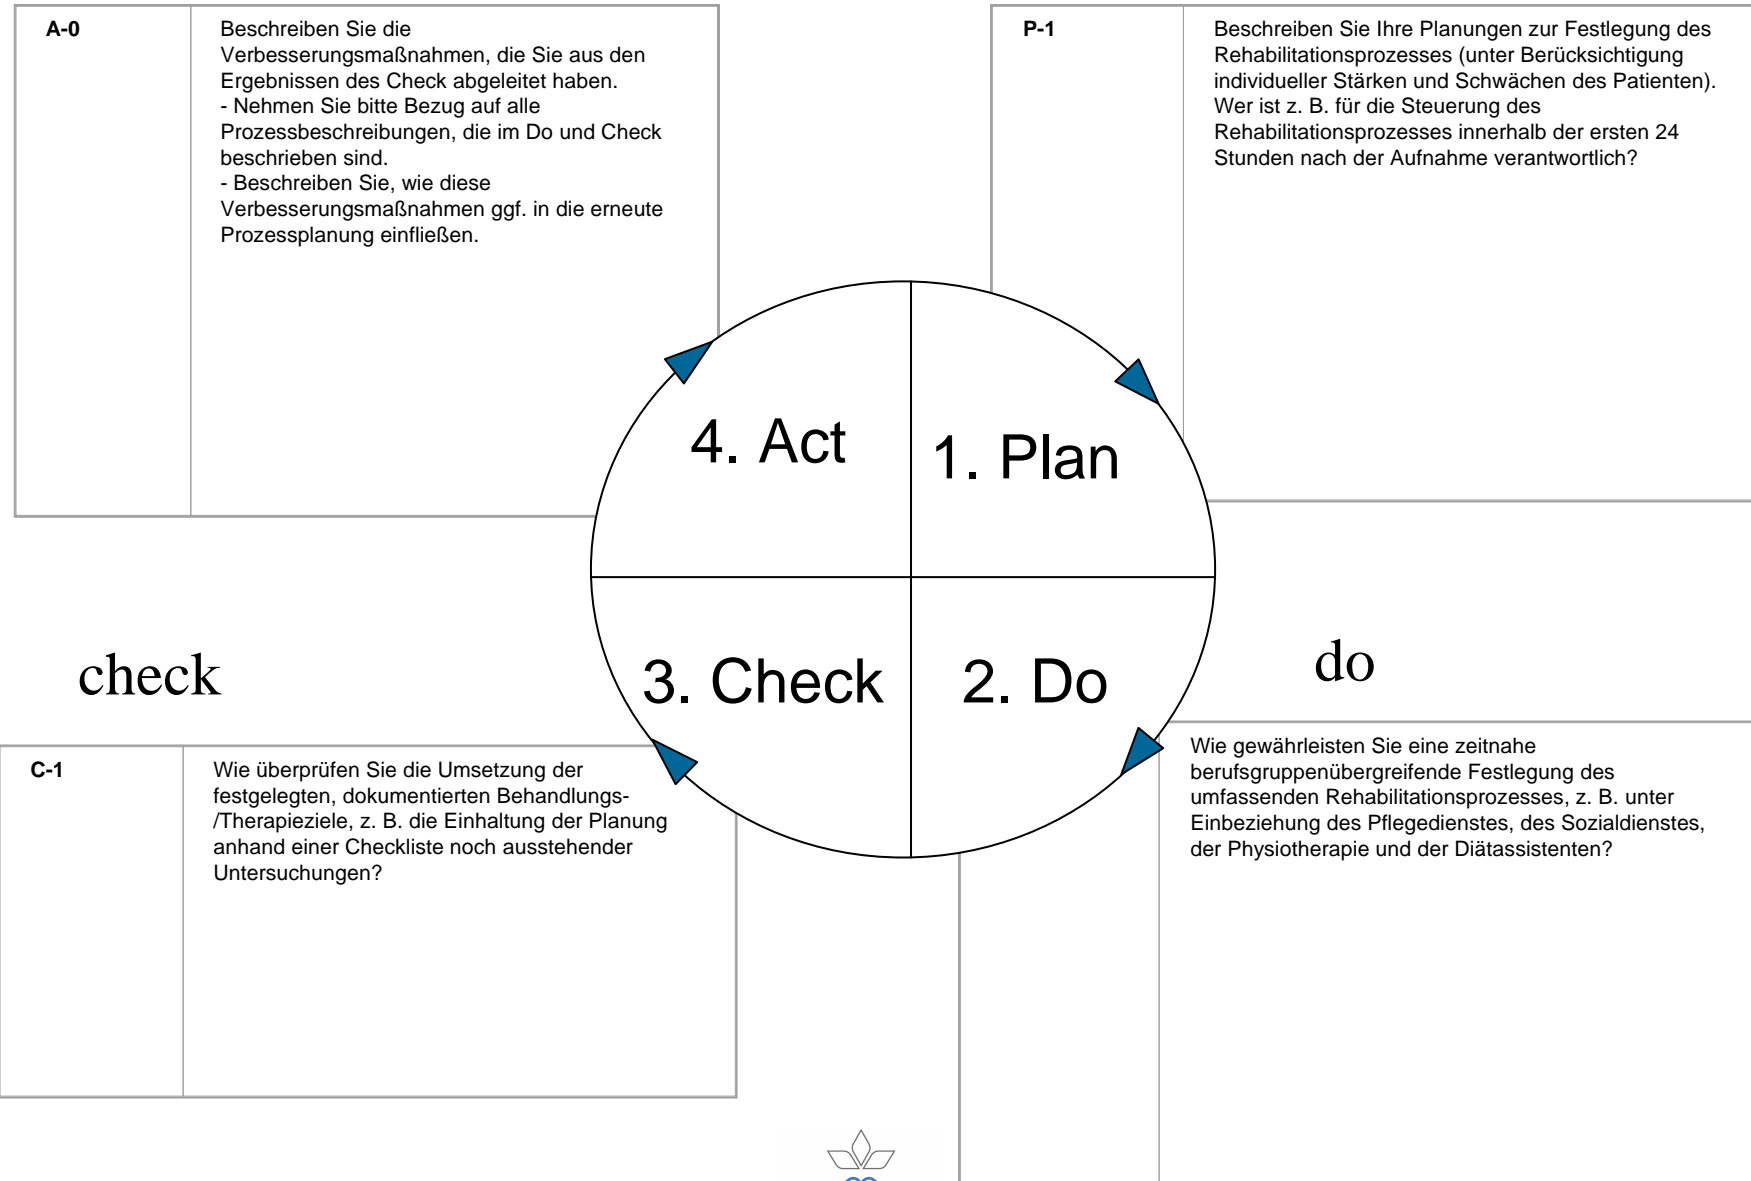 A-0
Beschreiben Sie die
Verbesserungsmaßnahmen, die Sie aus den
Ergebnissen des Check abgeleitet haben.
- Nehmen Sie bitte Bezug auf alle
Prozessbeschreibungen, die im Do und Check
beschrieben sind.
- Beschreiben Sie, wie diese
Verbesserungsmaßnahmen ggf. in die erneute
Prozessplanung einfließen.
P-1
Beschreiben Sie Ihre Planungen zur Festlegung des
Rehabilitationsprozesses (unter Berücksichtigung
individueller Stärken und Schwächen des Patienten).
Wer ist z. B. für die Steuerung des
Rehabilitationsprozesses innerhalb der ersten 24
Stunden nach der Aufnahme verantwortlich?
4. Act
1. Plan
3. Check
2. Do
check
do
C-1
Wie überprüfen Sie die Umsetzung der
festgelegten, dokumentierten Behandlungs-
/Therapieziele, z. B. die Einhaltung der Planung
anhand einer Checkliste noch ausstehender
Untersuchungen?
Wie gewährleisten Sie eine zeitnahe
berufsgruppenübergreifende Festlegung des
umfassenden Rehabilitationsprozesses, z. B. unter
Einbeziehung des Pflegedienstes, des Sozialdienstes,
der Physiotherapie und der Diätassistenten?